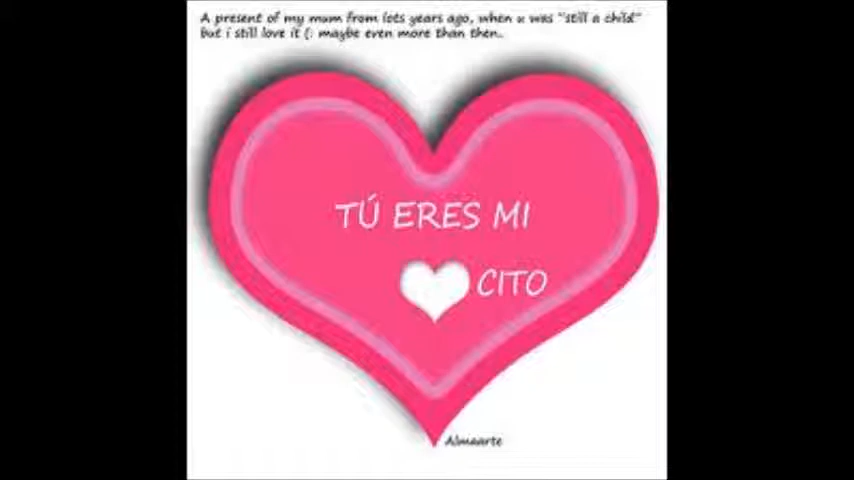 A present of my mum from lots years ago, when u was "still a child"
but i still love it (: maybe even more than then..
TÚ ERES MI
CITO
Almaarte